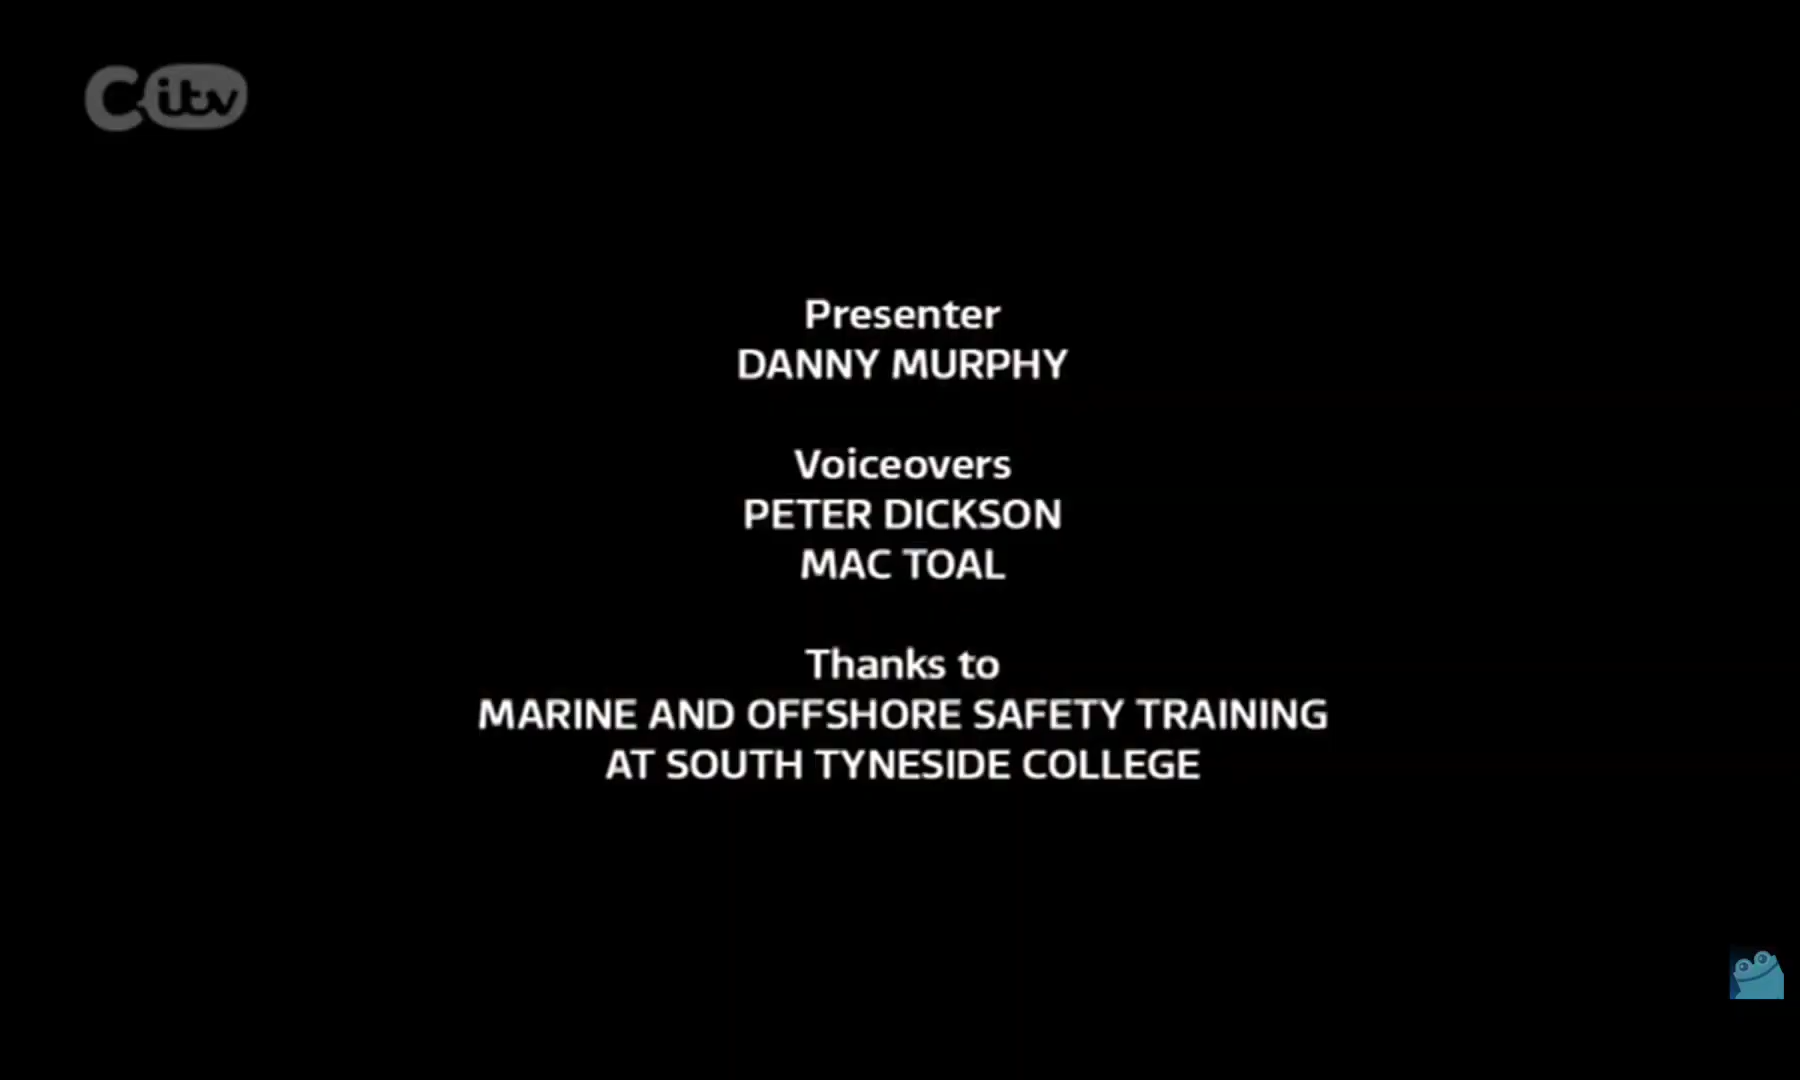 Citv
Presenter
DANNY MURPHY
Voiceovers
PETER DICKSON
MAC TOAL
Thanks to
MARINE AND OFFSHORE SAFETY TRAINING
AT SOUTH TYNESIDE COLLEGE